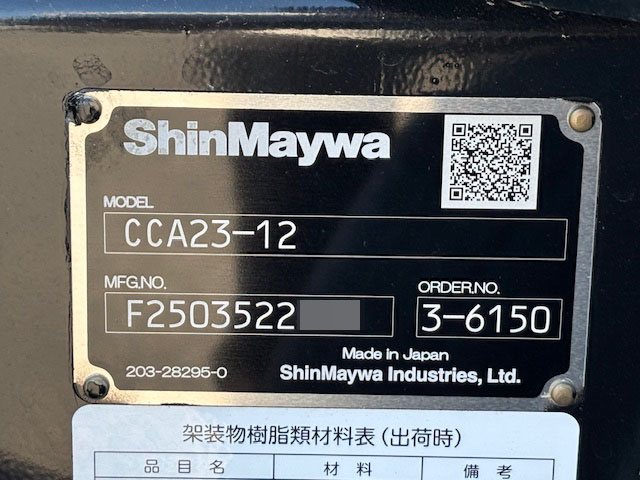 ShinMaywa
MODEL
CCA23-12
MFG.NO.
F2503522
ORDER.NO.
3-6150
Made in Japan
203-28295-0
ShinMaywa Industries, Ltd.
架装物樹脂類材料表(出荷時)
品目名 材料 備考